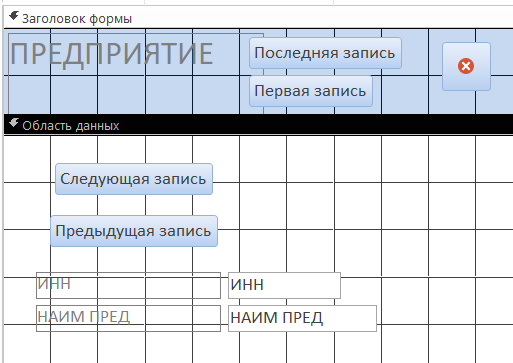 Заголовок формы
ПРЕДПРИЯТИЕ
Последняя запись
Первая запись
Область данных
Следующая запись
Предыдущая запись
ИНН ИНН
НАИМ ПРЕД НАИМ ПРЕД